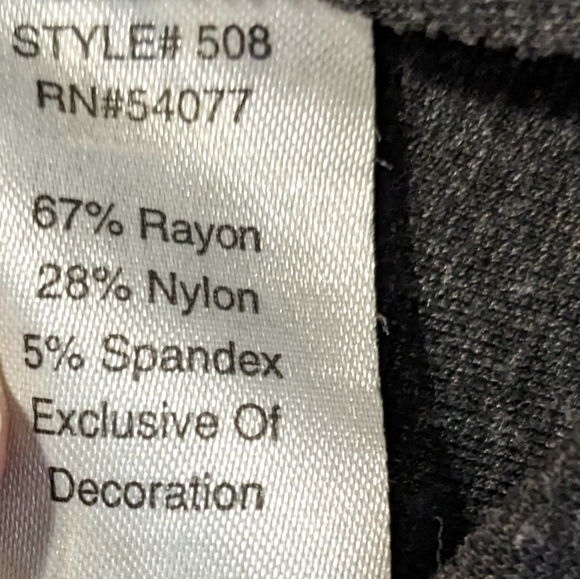 STYLE# 508
RN#54077
67% Rayon
28% Nylon
5% Spandex
Exclusive Of
Decoration